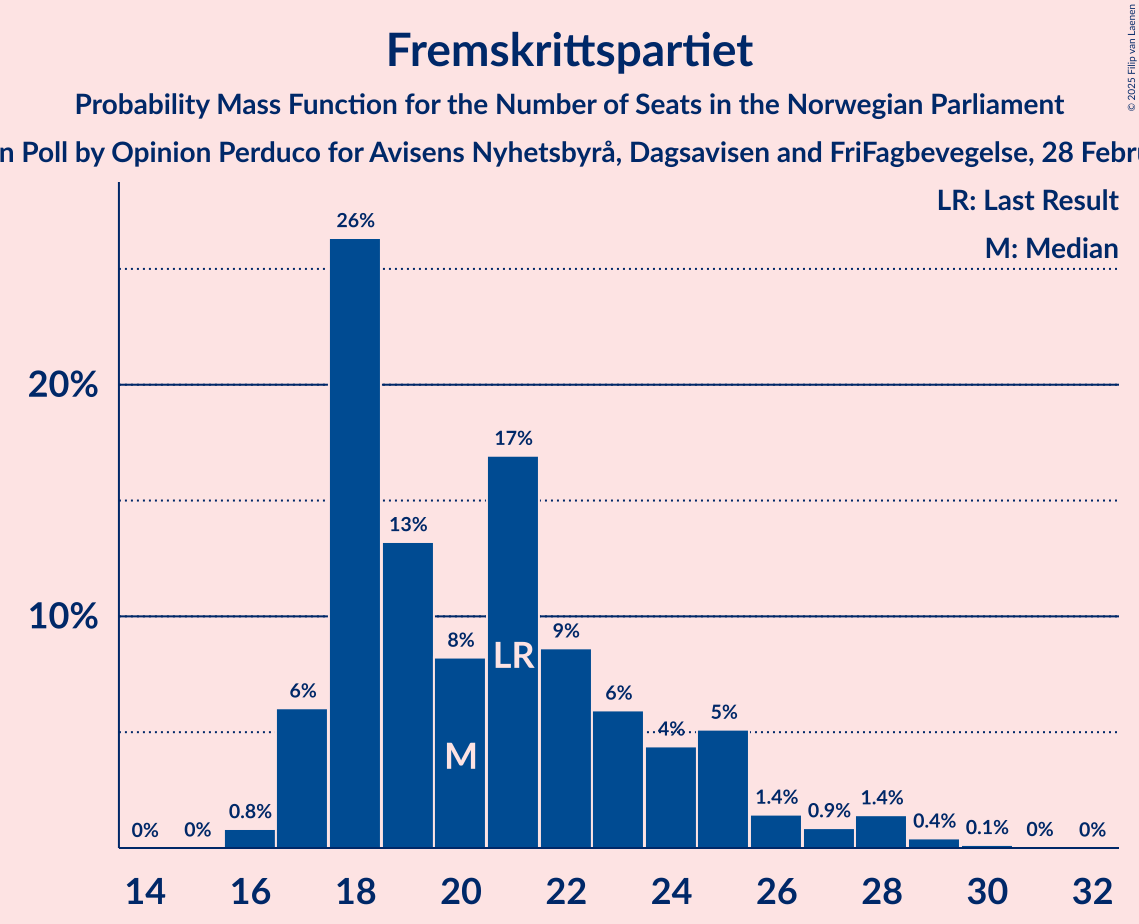 Fremskrittspartiet
Probability Mass Function for the Number of Seats in the Norwegian Parliament
n Poll by Opinion Perduco for Avisens Nyhetsbyrå, Dagsavisen and FriFagbevegelse, 28 Febr
© 2025 Filip van Laenen
LR: Last Result
M: Median
26%
20%
17%
13%
10%
9%
8%
LR
6%
6%
5%
4%
M
1.4%
1.4%
0.9%
0.8%
0.4%
0.1%
0%
0%
0%
0%
14 16 18 20 22 24 26 28 30 32